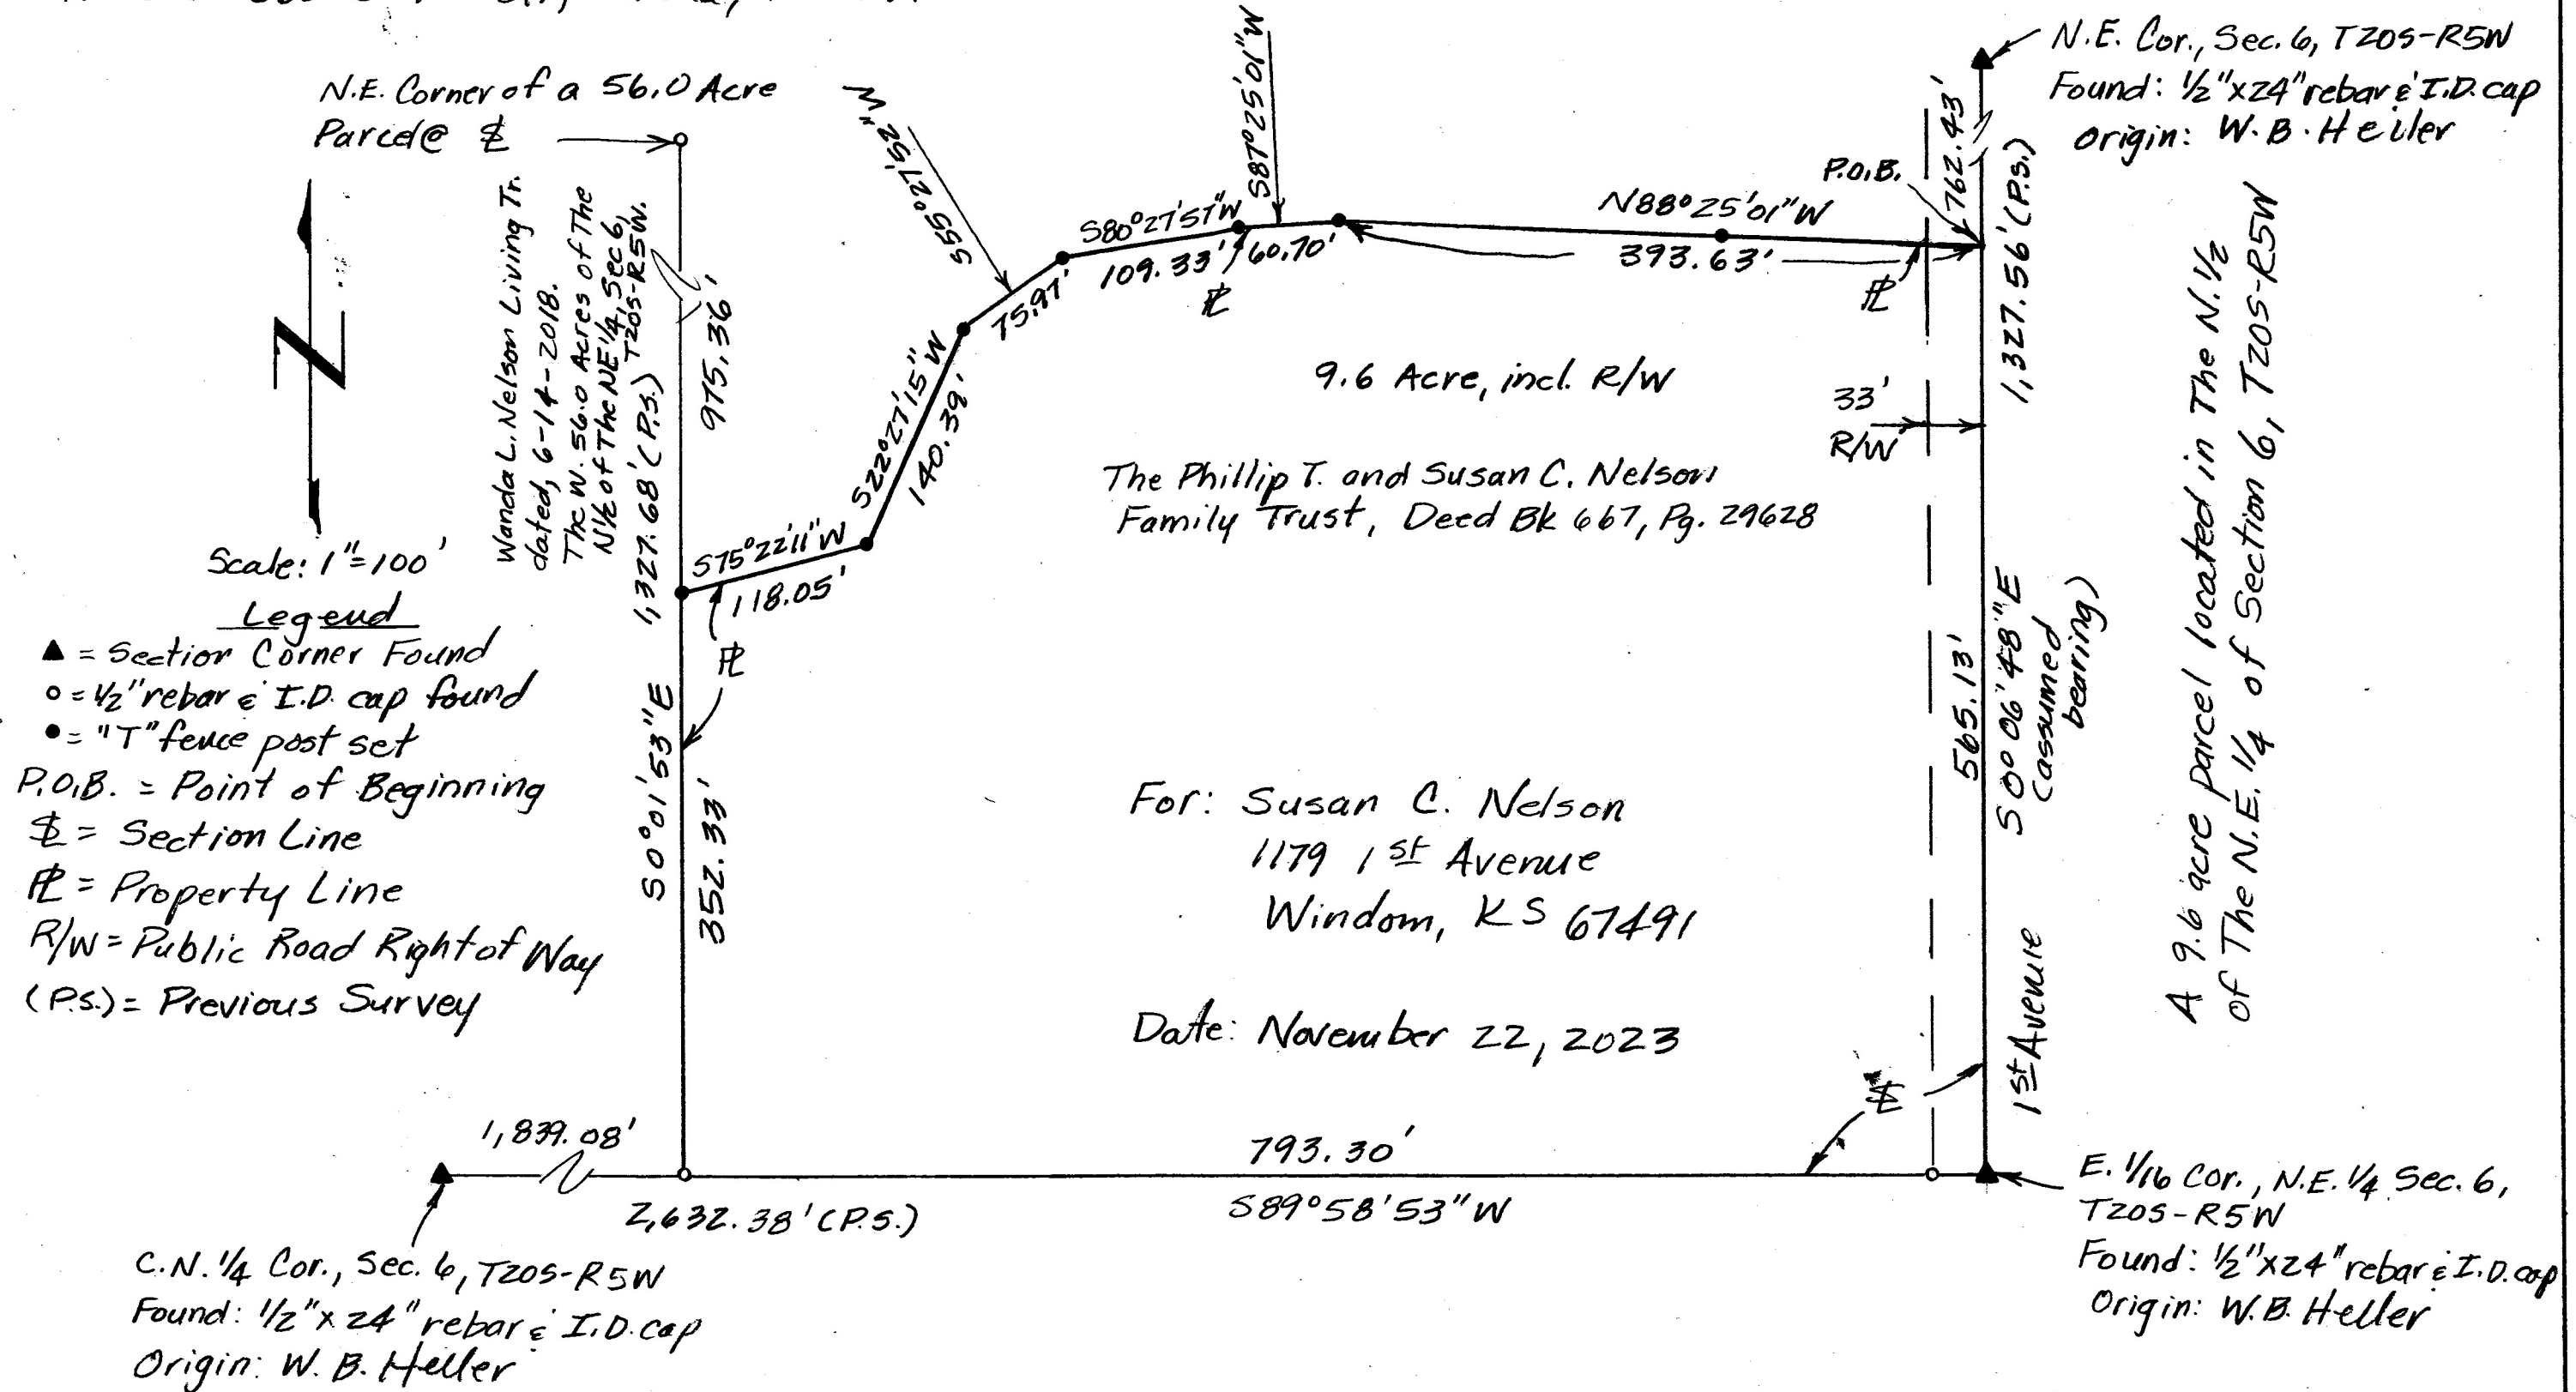 N.E. Corner of a 56.0 Acre
Parcel @ SL
Wanda L. Nelson Living Tr.
dated, 6-14-2018.
The W. 56.0 Acres of The
N½ of The NE¼, Sec 6,
T20S-R5W.
1,327.68' (P.S.)
975.36'
S55°27'52"W
75.97'
S80°27'51"W
109.33'
PL
S87°25'01"W
60.70'
N88°25'01"W
393.63'
PL
P.O.B.
762.43'
1,327.56' (P.S.)
N.E. Cor., Sec. 6, T20S-R5W
Found: ½"x24" rebar & I.D. cap
Origin: W.B. Heller
S22°27'15"W
140.39'
S75°22'11"W
118.05'
PL
9.6 Acre, incl. R/W
33'
R/W
The Phillip T. and Susan C. Nelson
Family Trust, Deed Bk 667, Pg. 29628
N
Scale: 1"=100'
Legend
▲ = Section Corner Found
o = ½" rebar & I.D. cap found
● = "T" fence post set
P.O.B. = Point of Beginning
SL = Section Line
PL = Property Line
R/W = Public Road Right of Way
(P.S.) = Previous Survey
S0°01'53"E
352.33'
For: Susan C. Nelson
1179 1st Avenue
Windom, KS 67491
Date: November 22, 2023
565.13'
S0°06'48"E
(assumed
bearing)
1st Avenue
SL
A 9.6 acre parcel located in The N.½
of The N.E. ¼ of Section 6, T20S-R5W
1,839.08'
793.30'
2,632.38' (P.S.)
S89°58'53"W
C.N. ¼ Cor., Sec. 6, T20S-R5W
Found: ½"x24" rebar & I.D. cap
Origin: W.B. Heller
E. 1/16 Cor., N.E. ¼ Sec. 6,
T20S-R5W
Found: ½"x24" rebar & I.D. cap
Origin: W.B. Heller